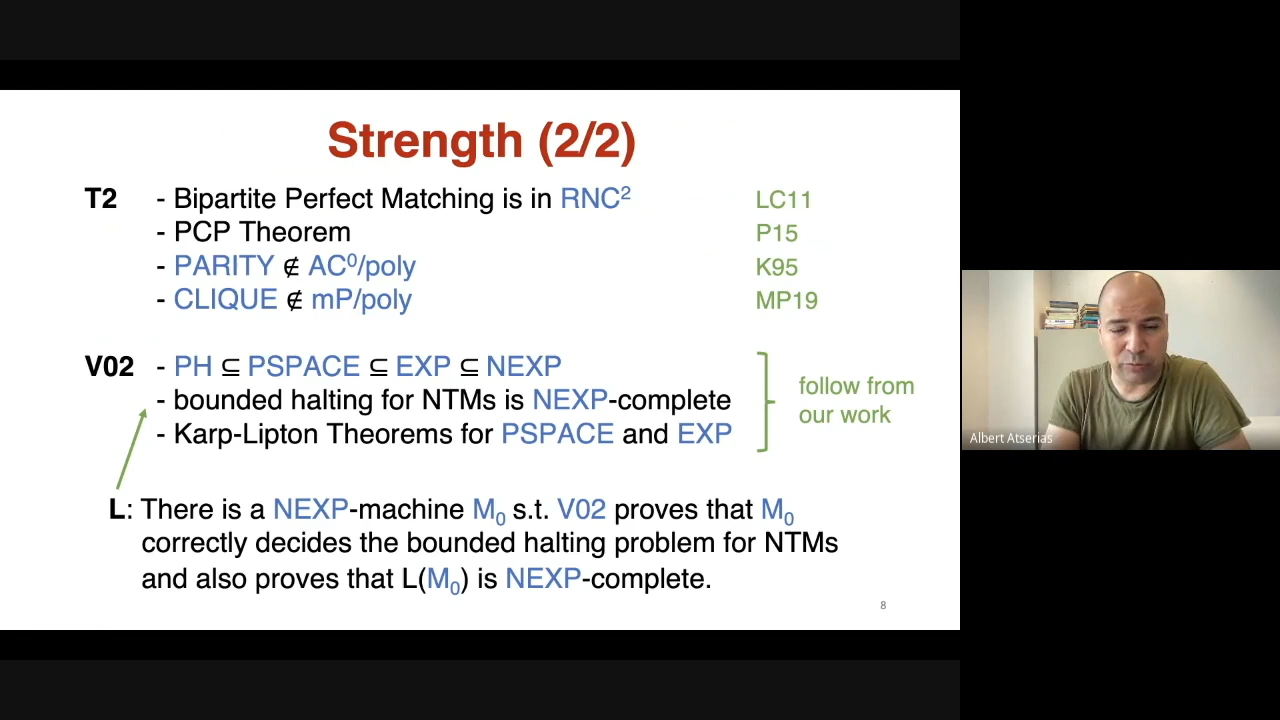 Strength (2/2)
T2 - Bipartite Perfect Matching is in RNC² LC11
- PCP Theorem P15
- PARITY ∉ AC⁰/poly K95
- CLIQUE ∉ mP/poly MP19
V02 - PH ⊆ PSPACE ⊆ EXP ⊆ NEXP
- bounded halting for NTMs is NEXP-complete
- Karp-Lipton Theorems for PSPACE and EXP
follow from
our work
L: There is a NEXP-machine M₀ s.t. V02 proves that M₀
correctly decides the bounded halting problem for NTMs
and also proves that L(M₀) is NEXP-complete.
8
Albert Atserias